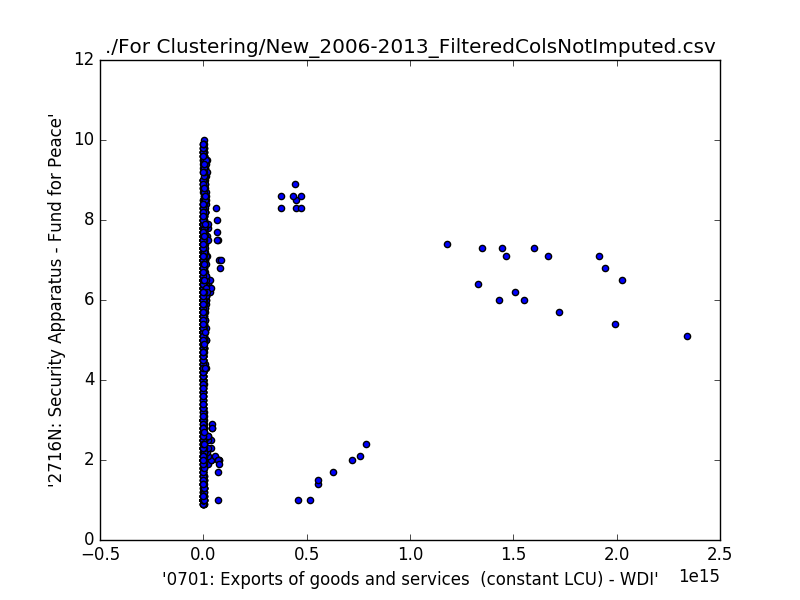 ./For Clustering/New_2006-2013_FilteredColsNotImputed.csv
12
10
8
6
4
2
0
'2716N: Security Apparatus - Fund for Peace'
−0.5 0.0 0.5 1.0 1.5 2.0 2.5
1e15
'0701: Exports of goods and services  (constant LCU) - WDI'